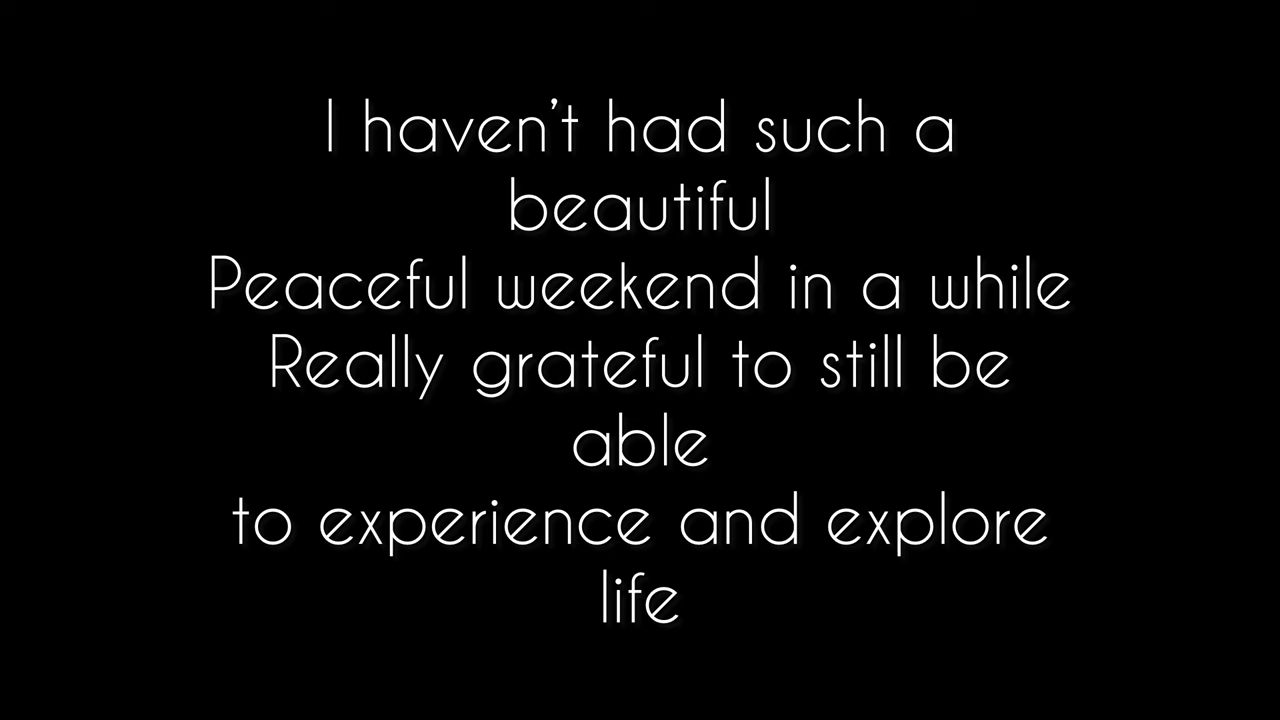 I haven’t had such a
beautiful
Peaceful weekend in a while
Really grateful to still be
able
to experience and explore
life